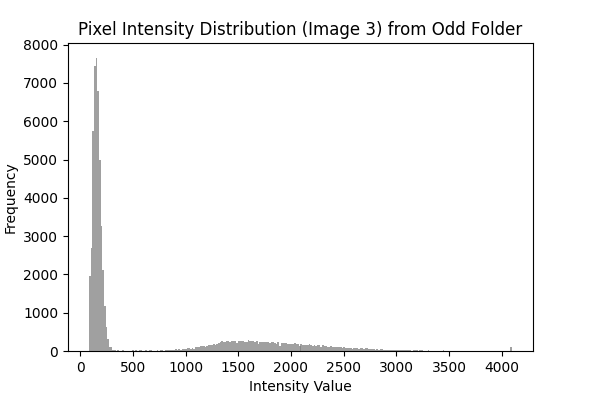 Pixel Intensity Distribution (Image 3) from Odd Folder
8000
7000
6000
5000
4000
3000
2000
1000
0
Frequency
0 500 1000 1500 2000 2500 3000 3500 4000
Intensity Value